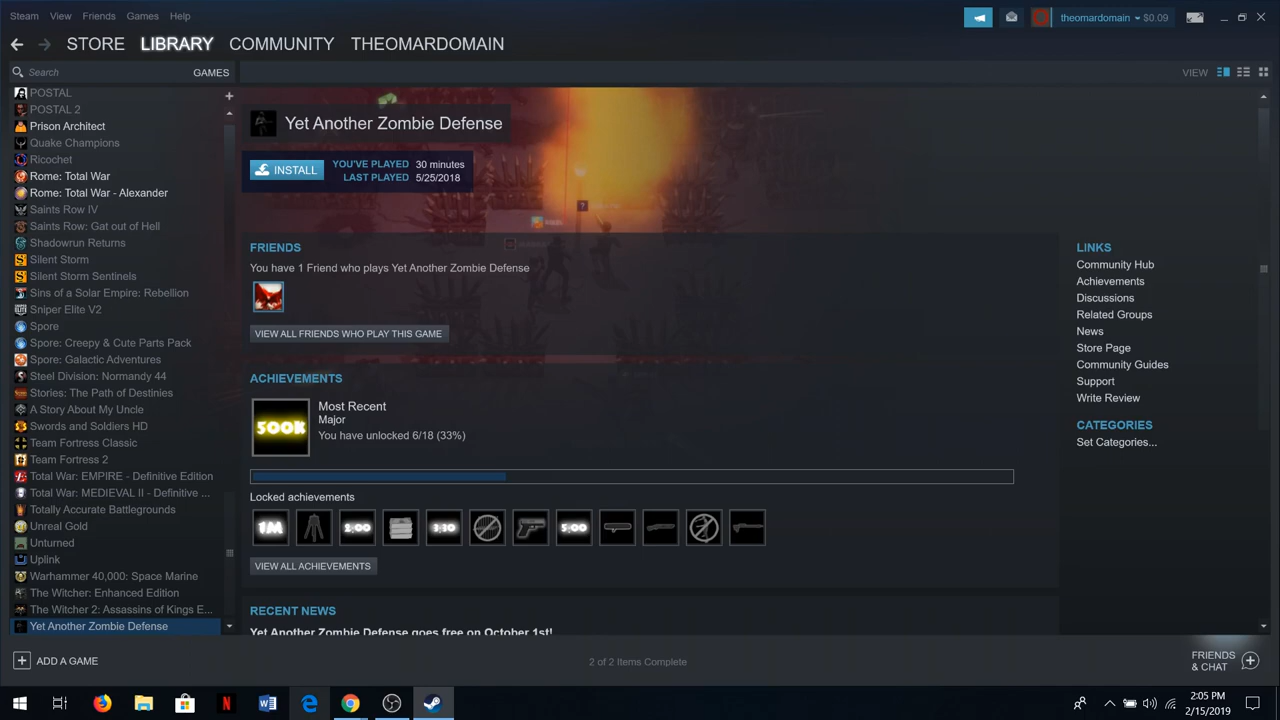 Steam View Friends Games Help
theomardomain $0.09
STORE LIBRARY COMMUNITY THEOMARDOMAIN
Search GAMES
VIEW
POSTAL
POSTAL 2
Prison Architect
Quake Champions
Ricochet
Rome: Total War
Rome: Total War - Alexander
Saints Row IV
Saints Row: Gat out of Hell
Shadowrun Returns
Silent Storm
Silent Storm Sentinels
Sins of a Solar Empire: Rebellion
Sniper Elite V2
Spore
Spore: Creepy & Cute Parts Pack
Spore: Galactic Adventures
Steel Division: Normandy 44
Stories: The Path of Destinies
A Story About My Uncle
Swords and Soldiers HD
Team Fortress Classic
Team Fortress 2
Total War: EMPIRE - Definitive Edition
Total War: MEDIEVAL II - Definitive ...
Totally Accurate Battlegrounds
Unreal Gold
Unturned
Uplink
Warhammer 40,000: Space Marine
The Witcher: Enhanced Edition
The Witcher 2: Assassins of Kings E...
Yet Another Zombie Defense
Yet Another Zombie Defense
INSTALL
YOU'VE PLAYED 30 minutes
LAST PLAYED 5/25/2018
FRIENDS
You have 1 Friend who plays Yet Another Zombie Defense
VIEW ALL FRIENDS WHO PLAY THIS GAME
ACHIEVEMENTS
500K
Most Recent
Major
You have unlocked 6/18 (33%)
Locked achievements
1M 2:00 3:30 5:00
VIEW ALL ACHIEVEMENTS
RECENT NEWS
Yet Another Zombie Defense goes free on October 1st!
LINKS
Community Hub
Achievements
Discussions
Related Groups
News
Store Page
Community Guides
Support
Write Review
CATEGORIES
Set Categories...
ADD A GAME
2 of 2 Items Complete
FRIENDS
& CHAT
2:05 PM
2/15/2019